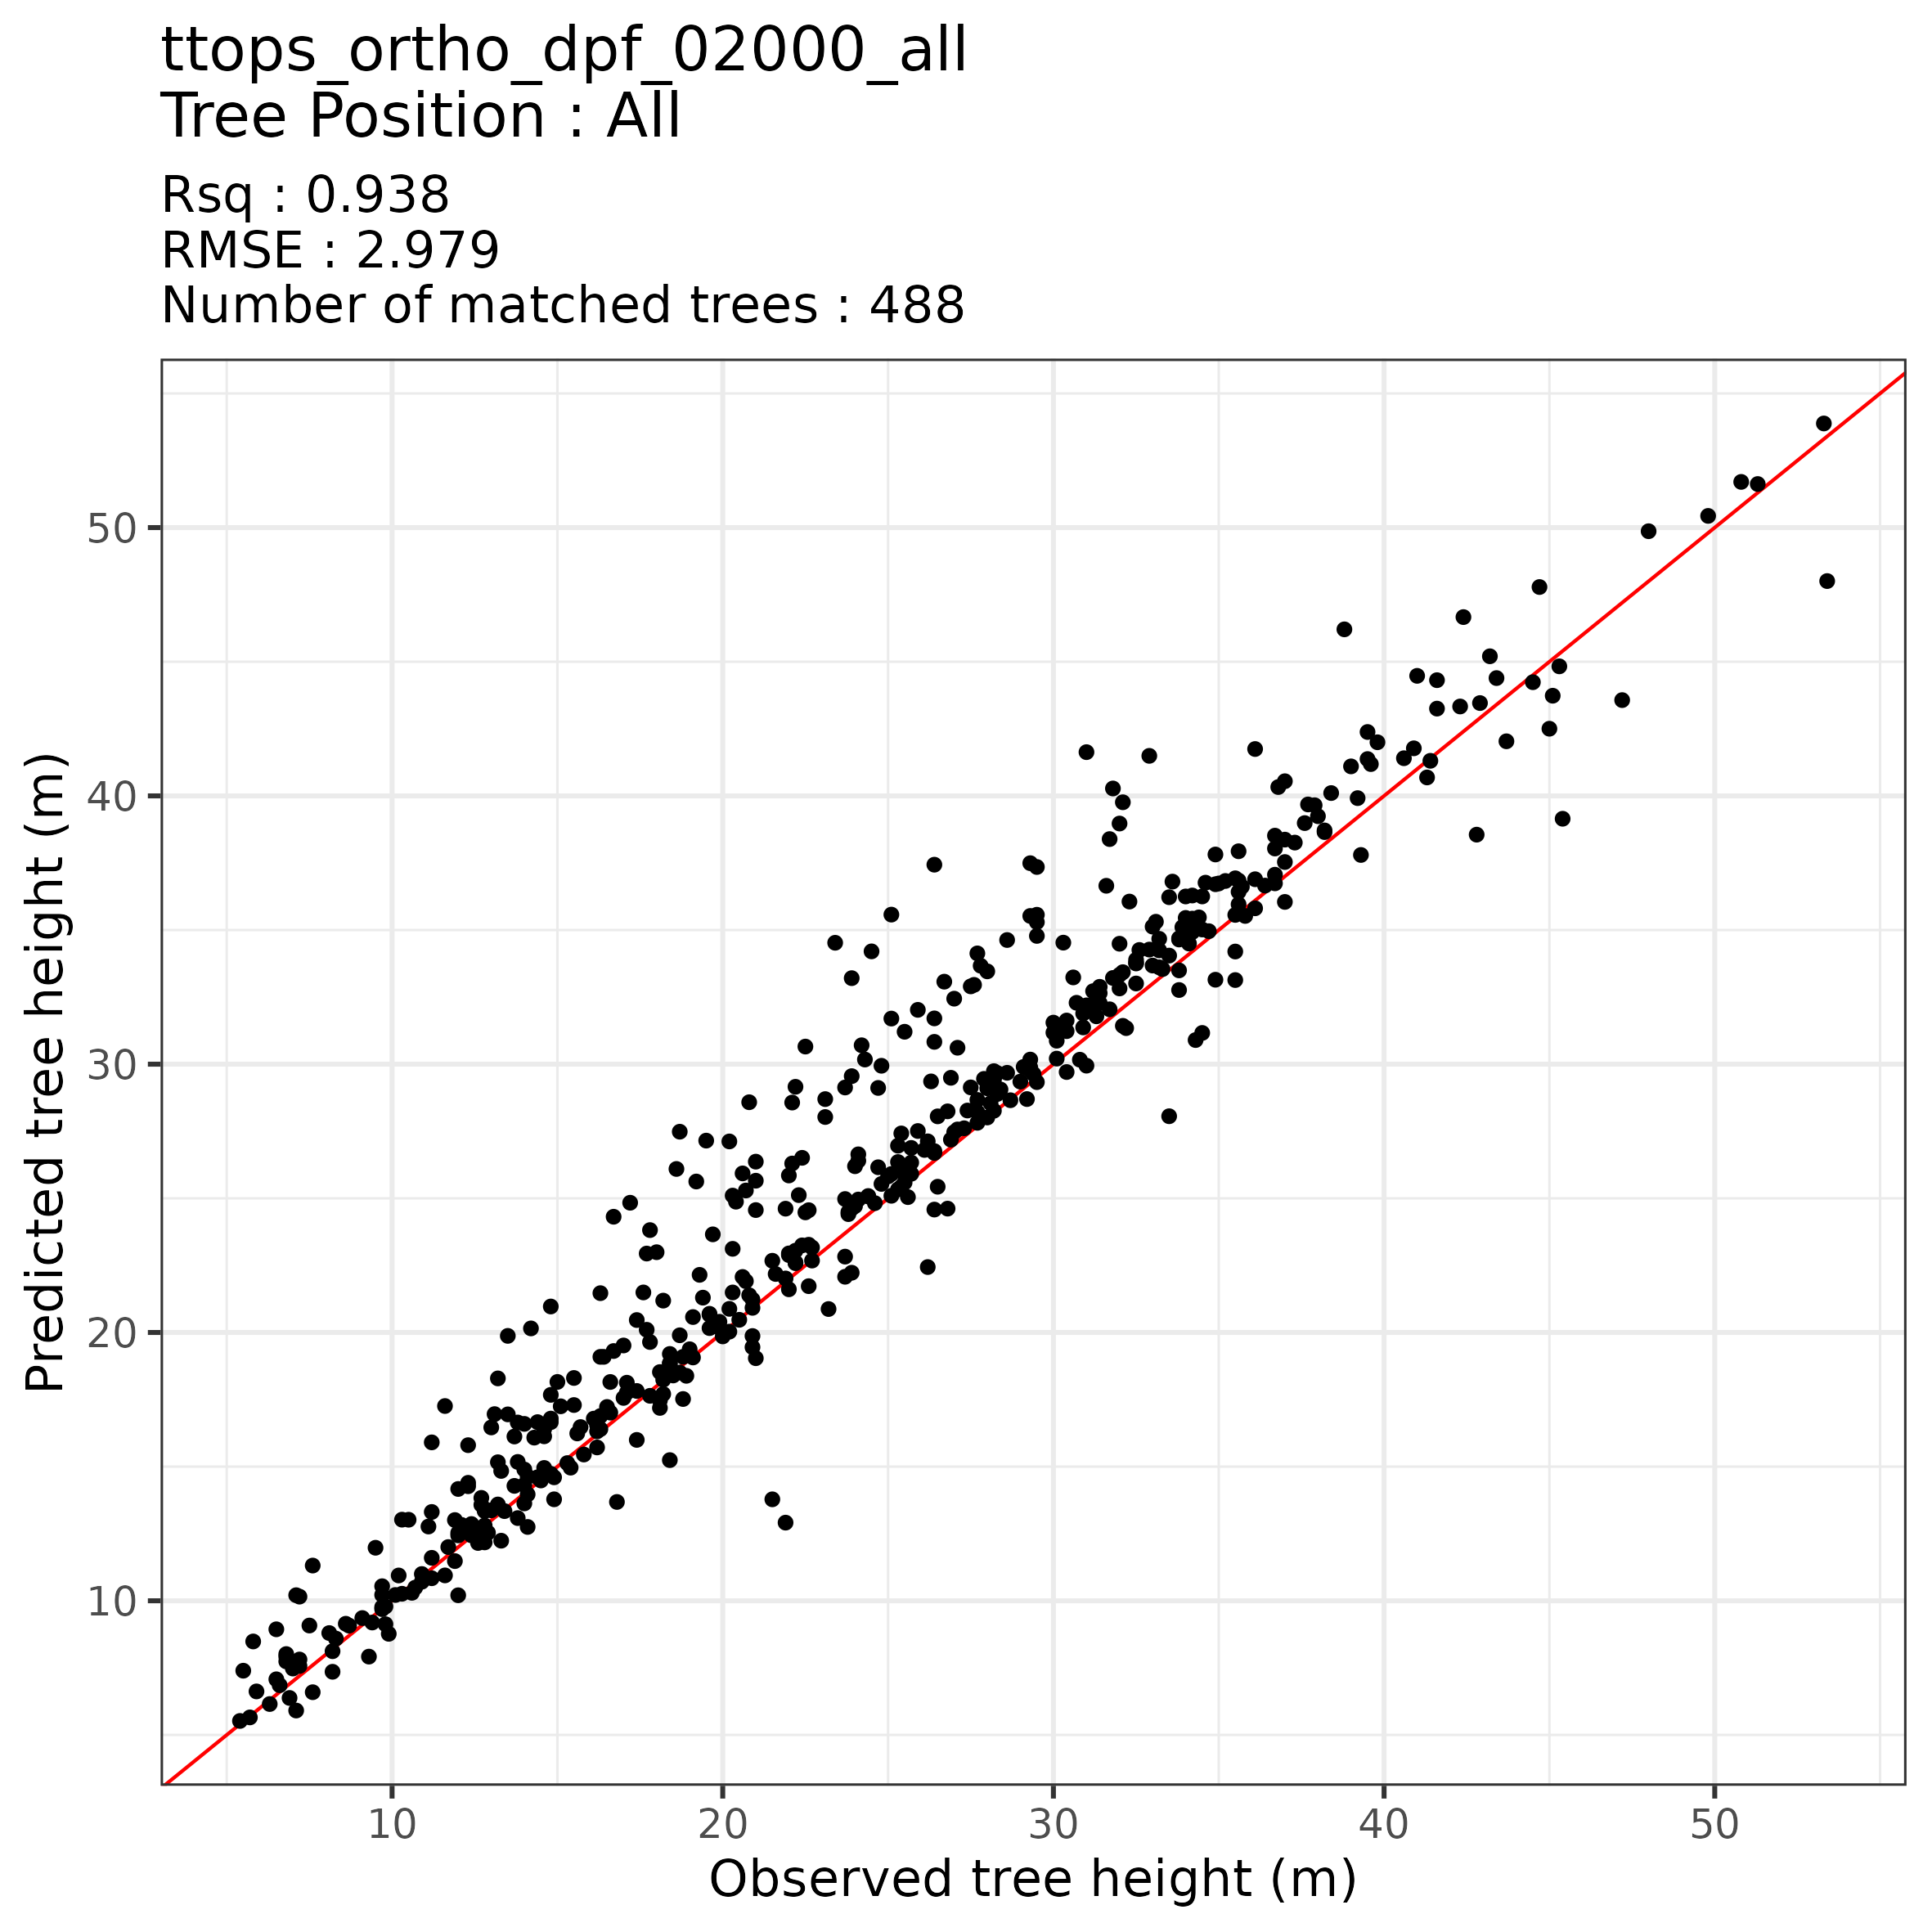 ttops_ortho_dpf_02000_all
Tree Position : All
Rsq : 0.938
RMSE : 2.979
Number of matched trees : 488
50
40
30
20
10
Predicted tree height (m)
10 20 30 40 50
Observed tree height (m)